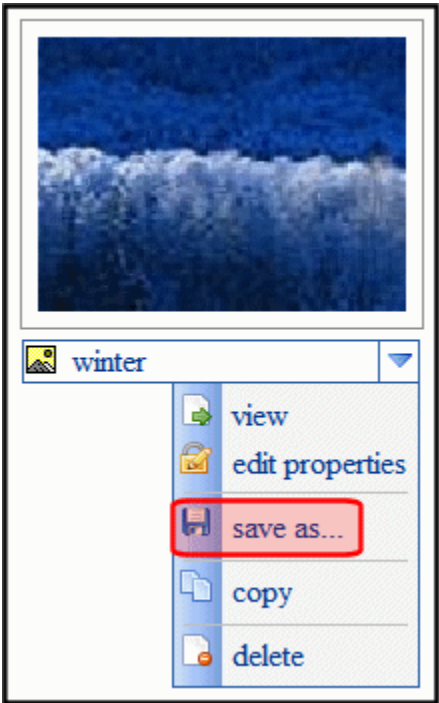 winter
view
edit properties
save as...
copy
delete